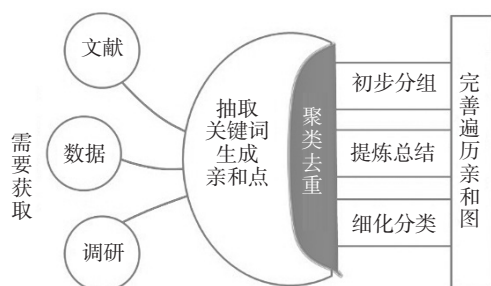 需要获取
文献
数据
调研
抽取
关键词
生成
亲和点
聚类去重
初步分组
提炼总结
细化分类
完善遍历亲和图